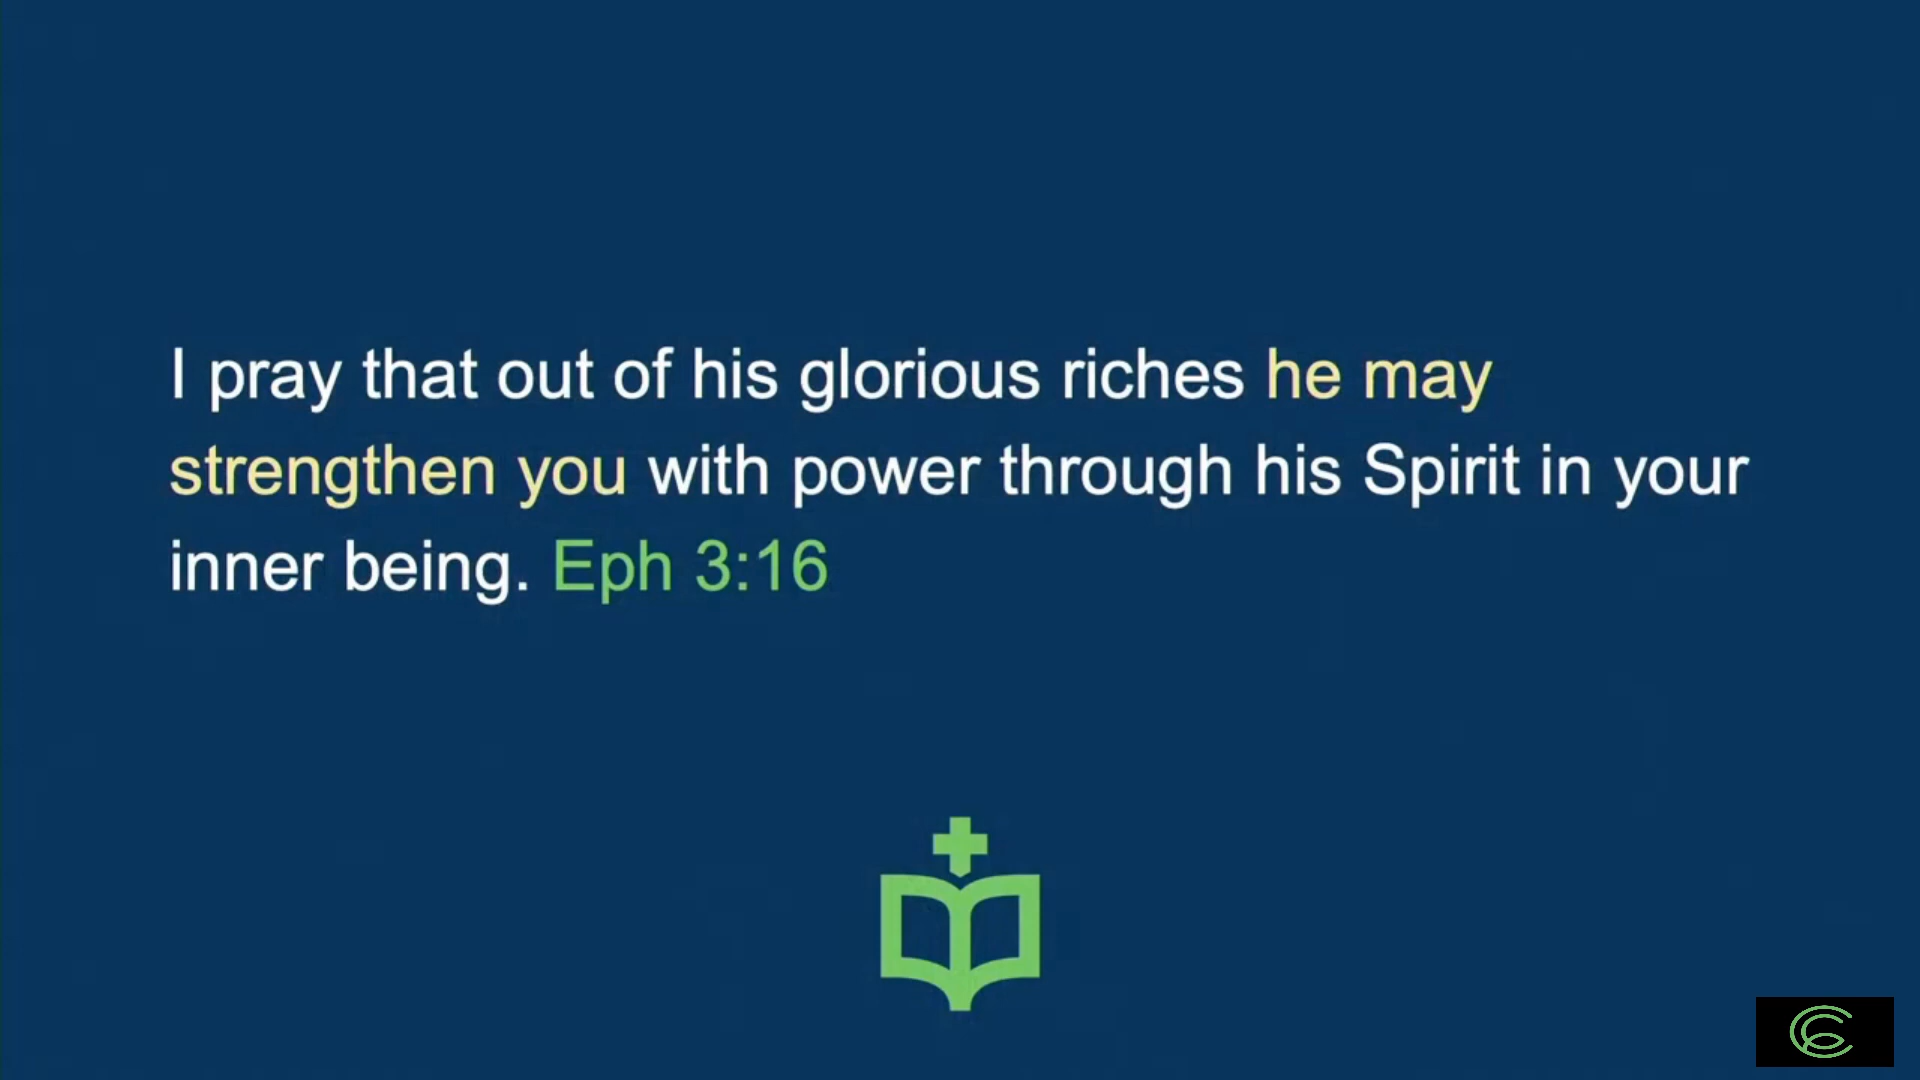 I pray that out of his glorious riches he may
strengthen you with power through his Spirit in your
inner being. Eph 3:16